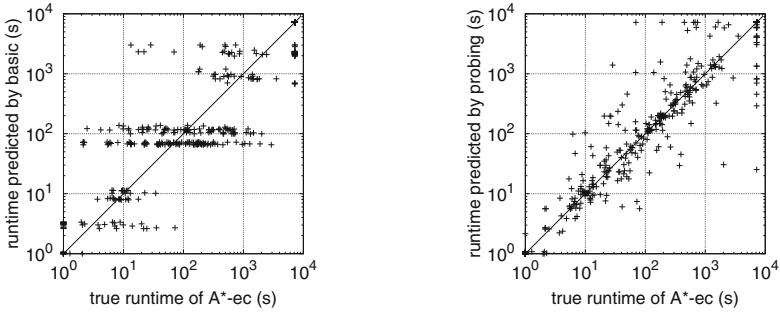 10^4
10^3
10^2
10^1
10^0
runtime predicted by basic (s)
10^0 10^1 10^2 10^3 10^4
true runtime of A*-ec (s)
10^4
10^3
10^2
10^1
10^0
runtime predicted by probing (s)
10^0 10^1 10^2 10^3 10^4
true runtime of A*-ec (s)